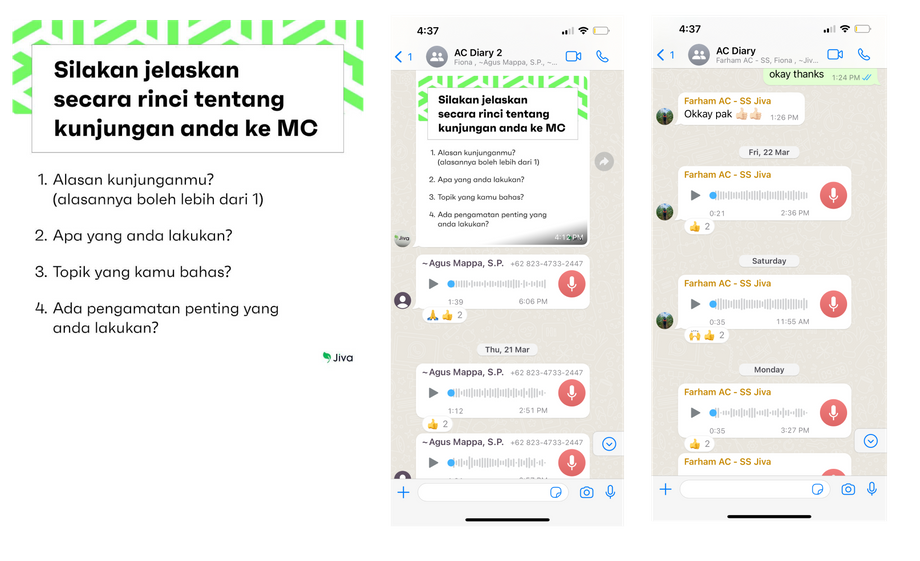 Silakan jelaskan
secara rinci tentang
kunjungan anda ke MC
1. Alasan kunjunganmu?
(alasannya boleh lebih dari 1)
2. Apa yang anda lakukan?
3. Topik yang kamu bahas?
4. Ada pengamatan penting yang
anda lakukan?
Jiva
4:37
1
AC Diary 2
Fiona , ~Agus Mappa, S.P., ~...
Silakan jelaskan
secara rinci tentang
kunjungan anda ke MC
1. Alasan kunjunganmu?
(alasannya boleh lebih dari 1)
2. Apa yang anda lakukan?
3. Topik yang kamu bahas?
4. Ada pengamatan penting yang
anda lakukan?
4:12 PM
Jiva
~Agus Mappa, S.P. +62 823-4733-2447
1:39 6:06 PM
2
Thu, 21 Mar
~Agus Mappa, S.P. +62 823-4733-2447
1:12 2:51 PM
2
~Agus Mappa, S.P. +62 823-4733-2447
4:37
1
AC Diary
Farham AC - SS, Fiona , ~Jiv...
okay thanks 1:24 PM
Farham AC - SS Jiva
Okkay pak 1:26 PM
Fri, 22 Mar
Farham AC - SS Jiva
0:21 2:36 PM
2
Saturday
Farham AC - SS Jiva
0:35 11:55 AM
2
Monday
Farham AC - SS Jiva
0:35 3:27 PM
2
Farham AC - SS Jiva